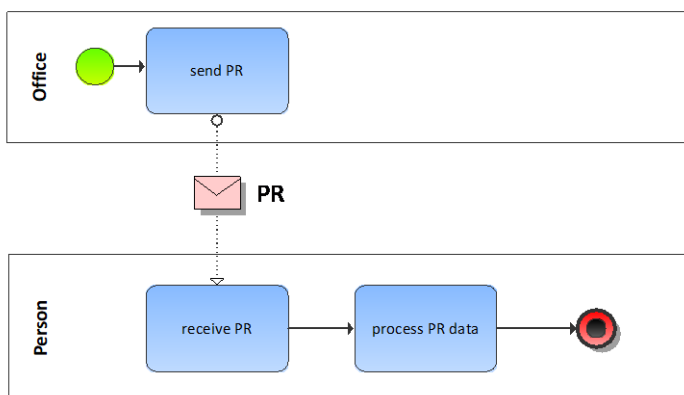 Office
send PR
PR
Person
receive PR
process PR data